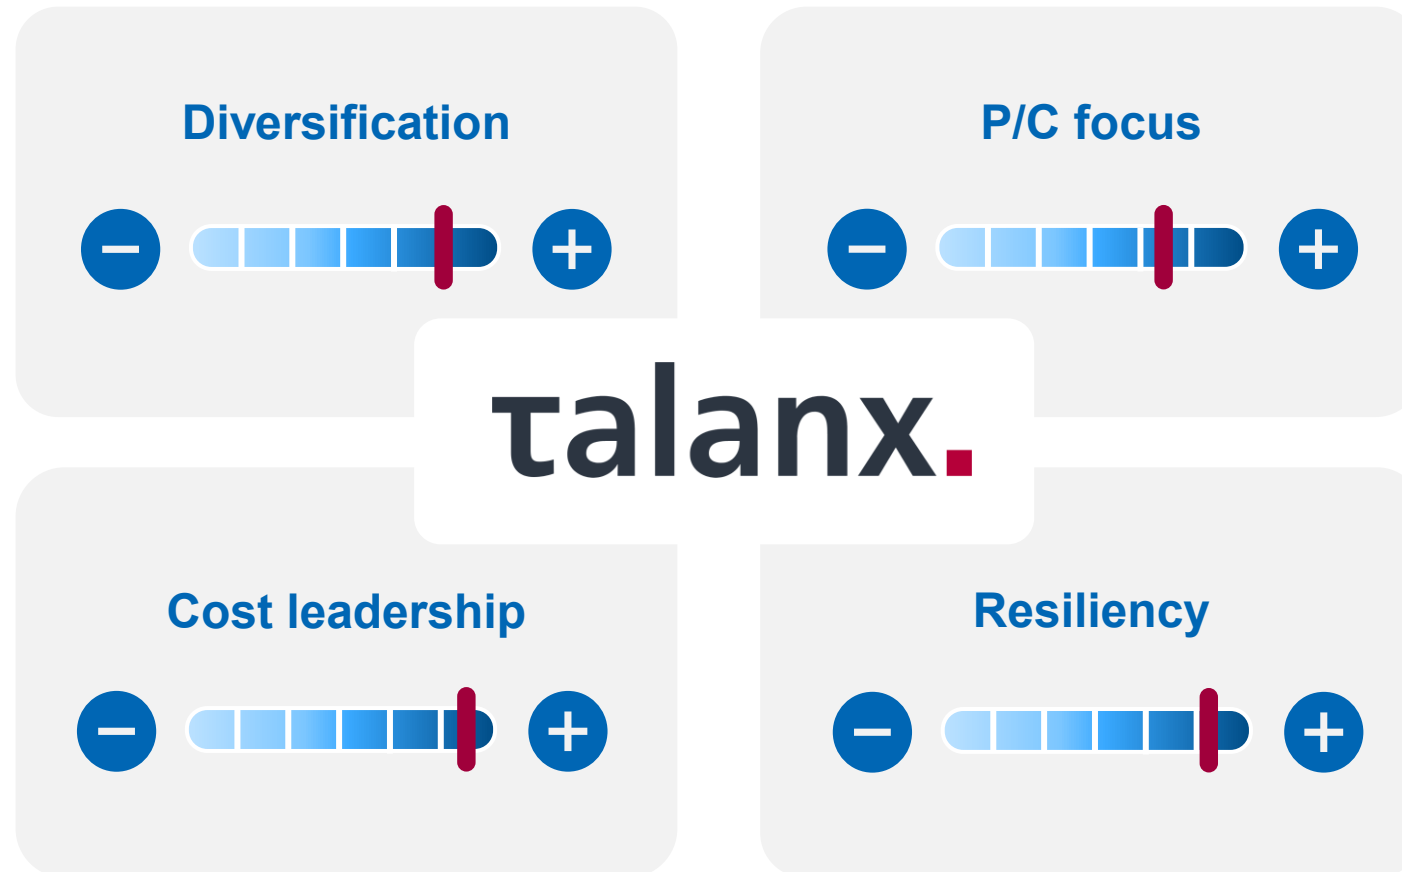 Diversification
P/C focus
talanx.
Cost leadership
Resiliency